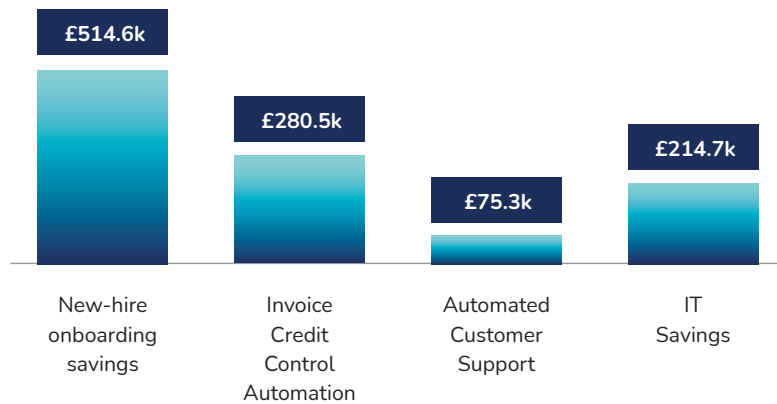 £514.6k
£280.5k
£75.3k
£214.7k
New-hire
onboarding
savings
Invoice
Credit
Control
Automation
Automated
Customer
Support
IT
Savings